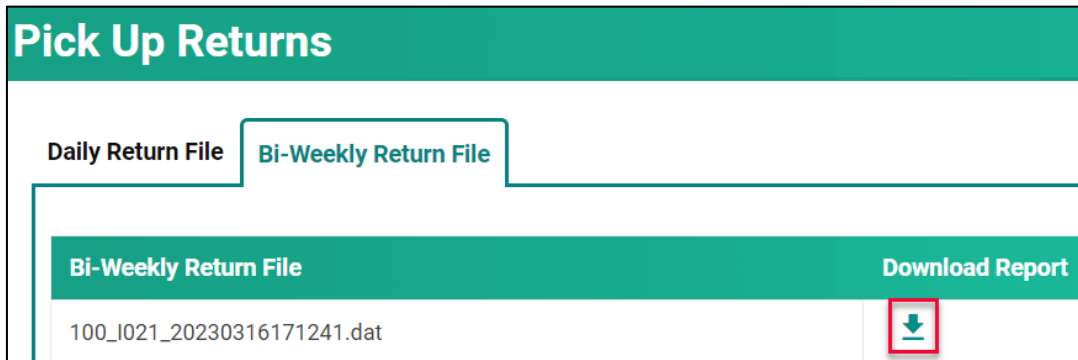 Pick Up Returns
Daily Return File
Bi-Weekly Return File
Bi-Weekly Return File
Download Report
100_I021_20230316171241.dat